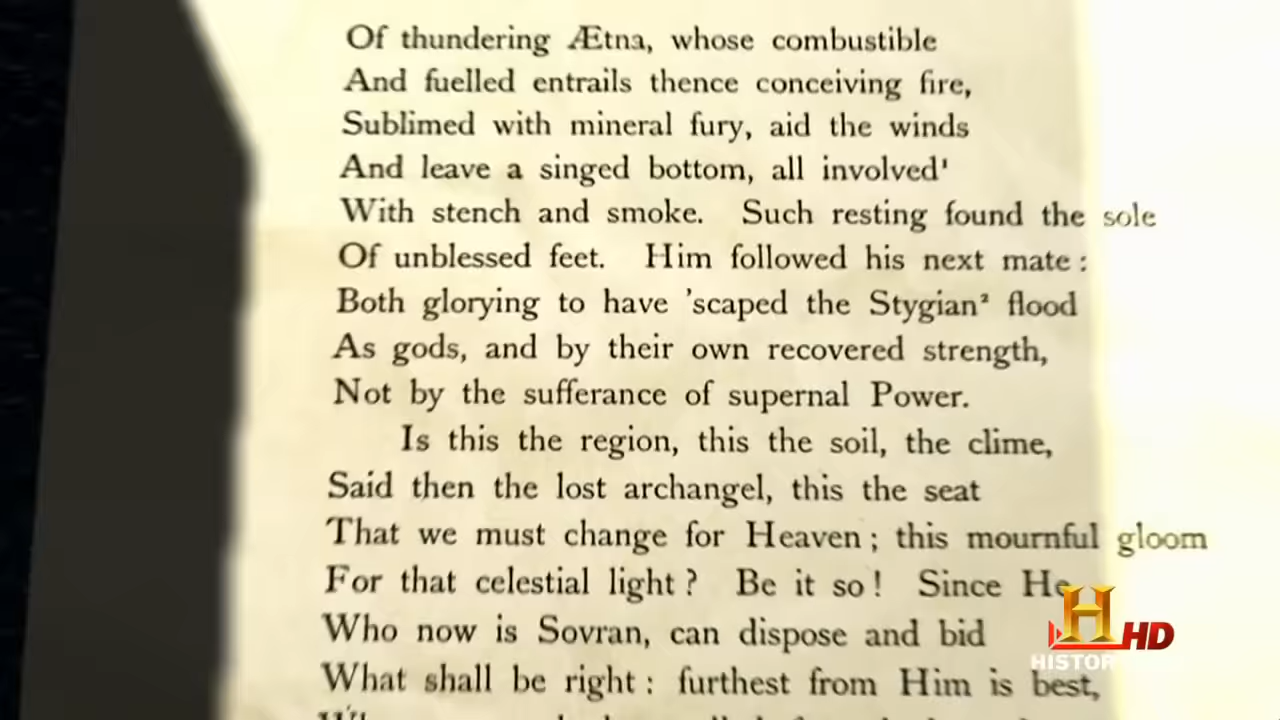 Of thundering Ætna, whose combustible
And fuelled entrails thence conceiving fire,
Sublimed with mineral fury, aid the winds
And leave a singed bottom, all involved¹
With stench and smoke. Such resting found the sole
Of unblessed feet. Him followed his next mate :
Both glorying to have 'scaped the Stygian² flood
As gods, and by their own recovered strength,
Not by the sufferance of supernal Power.
Is this the region, this the soil, the clime,
Said then the lost archangel, this the seat
That we must change for Heaven ; this mournful gloom
For that celestial light ? Be it so ! Since He
Who now is Sovran, can dispose and bid
What shall be right : furthest from Him is best,
H HD
HISTOR